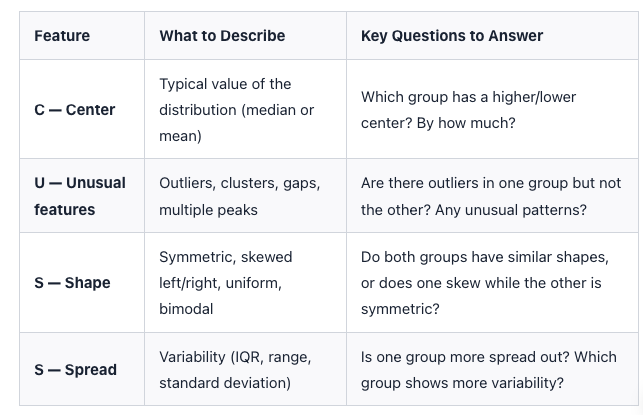 Feature
What to Describe
Key Questions to Answer
C — Center
Typical value of the
distribution (median or
mean)
Which group has a higher/lower
center? By how much?
U — Unusual
features
Outliers, clusters, gaps,
multiple peaks
Are there outliers in one group but not
the other? Any unusual patterns?
S — Shape
Symmetric, skewed
left/right, uniform,
bimodal
Do both groups have similar shapes,
or does one skew while the other is
symmetric?
S — Spread
Variability (IQR, range,
standard deviation)
Is one group more spread out? Which
group shows more variability?